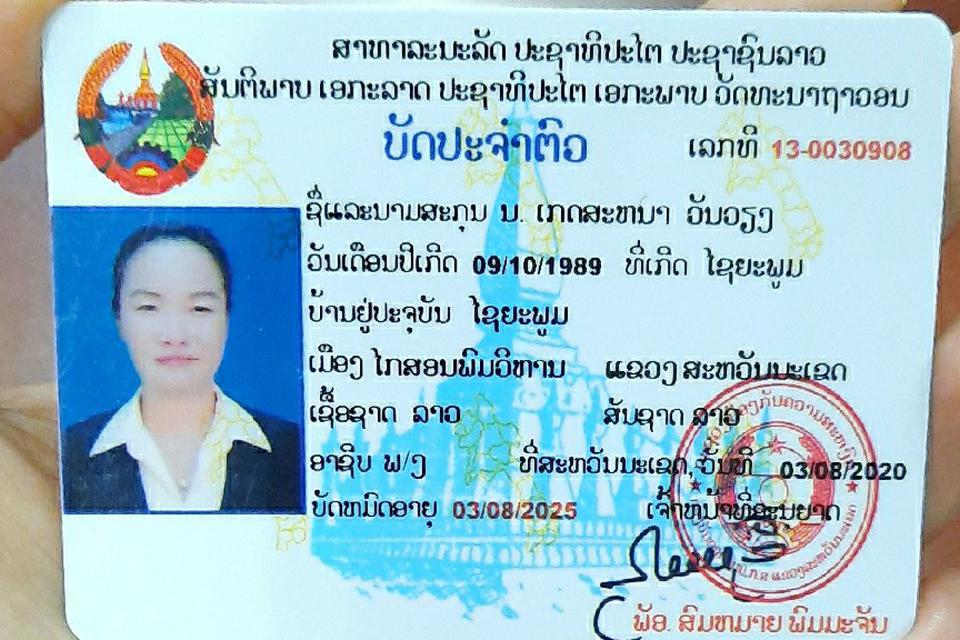 ສາທາລະນະລັດ ປະຊາທິປະໄຕ ປະຊາຊົນລາວ
ສັນຕິພາບ ເອກະລາດ ປະຊາທິປະໄຕ ເອກະພາບ ວັດທະນາຖາວອນ
ບັດປະຈຳຕົວ
ເລກທີ 13-0030908
ຊື່ແລະນາມສະກຸນ ນ. ເກດສະຫນາ ວັນວຽງ
ວັນເດືອນປີເກີດ 09/10/1989 ທີ່ເກີດ ໄຊຍະພູມ
ບ້ານຢູ່ປະຈຸບັນ ໄຊຍະພູມ
ເມືອງ ໄກສອນພົມວິຫານ ແຂວງ ສະຫວັນນະເຂດ
ເຊື້ອຊາດ ລາວ ສັນຊາດ ລາວ
ອາຊີບ ພ/ງ ທີ່ສະຫວັນນະເຂດ, ວັນທີ 03/08/2020
ບັດຫມົດອາຍຸ 03/08/2025 ເຈົ້າຫນ້າທີ່ອະນຸຍາດ
ພັອ. ສົມຫມາຍ ພົມມະຈັນ